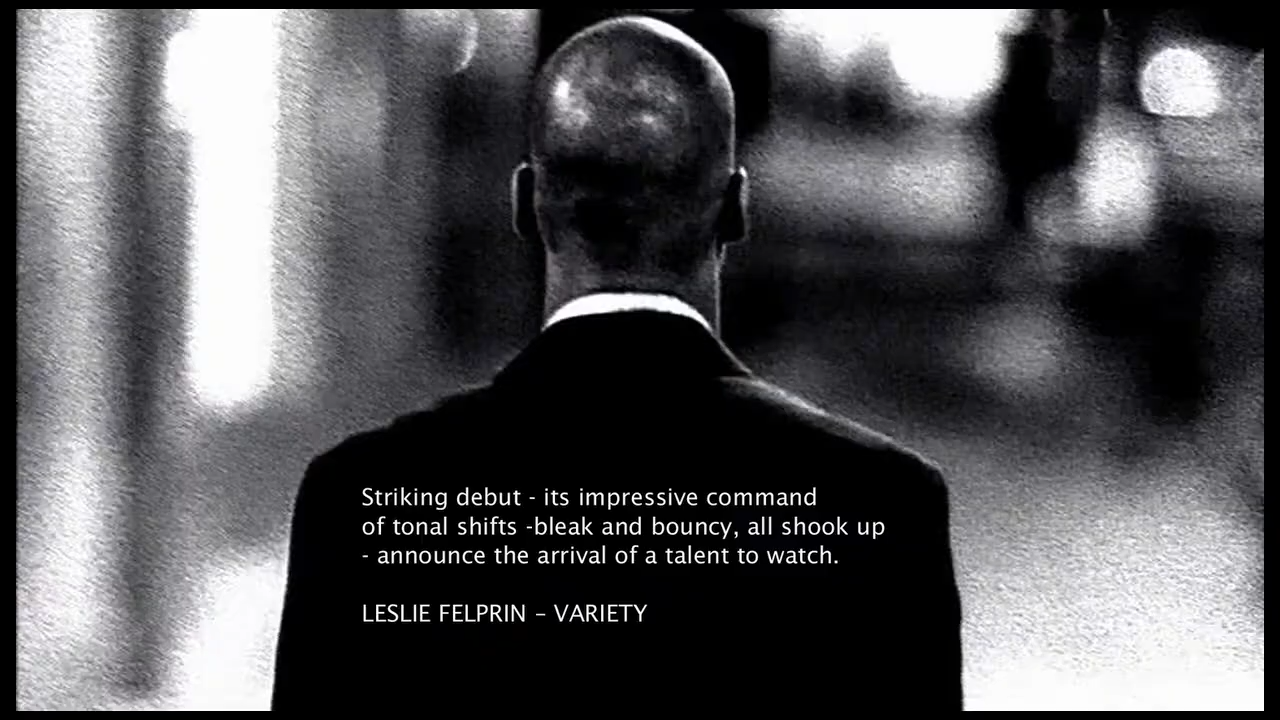 Striking debut - its impressive command
of tonal shifts -bleak and bouncy, all shook up
- announce the arrival of a talent to watch.
LESLIE FELPRIN – VARIETY